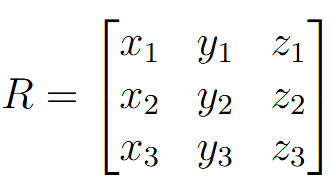 R = [x₁ y₁ z₁
x₂ y₂ z₂
x₃ y₃ z₃]